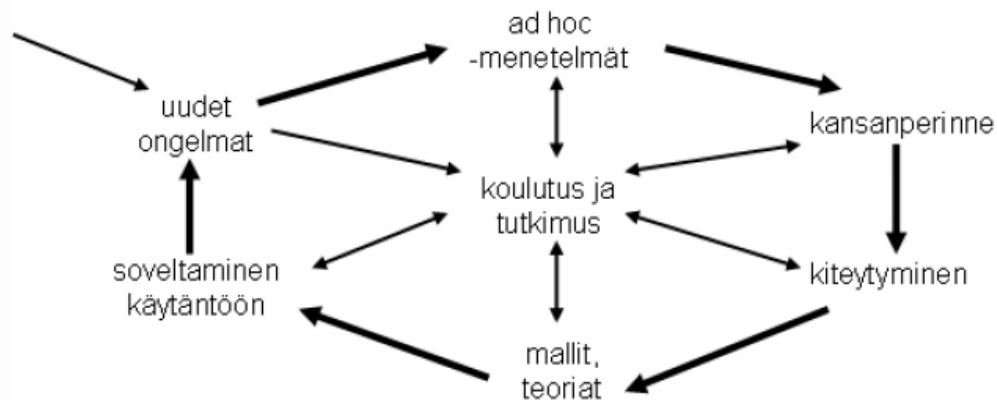 ad hoc
-menetelmät
uudet
ongelmat
kansanperinne
koulutus ja
tutkimus
soveltaminen
käytäntöön
kiteytyminen
mallit,
teoriat